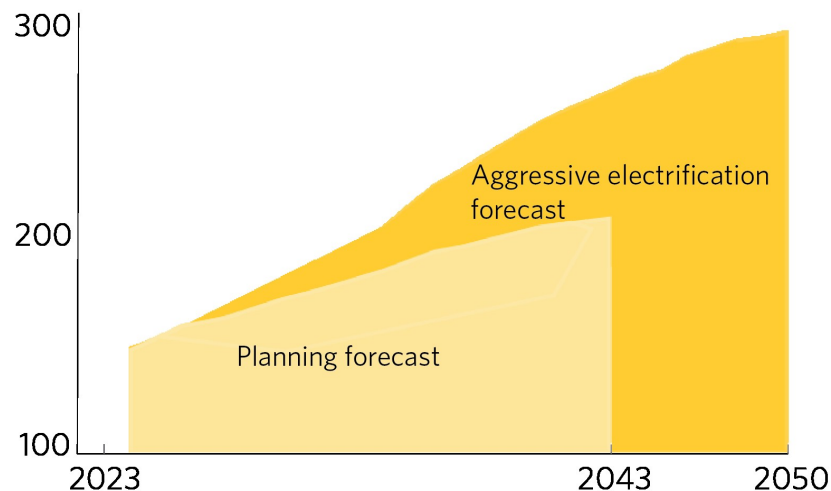 300
Aggressive electrification
forecast
200
Planning forecast
100
2023 2043 2050